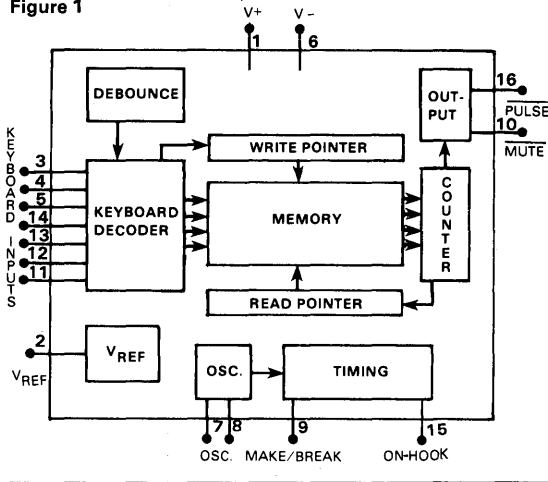 Figure 1
V+ V-
1 6
DEBOUNCE
OUT-
PUT
16
PULSE
10
MUTE
KEYBOARD INPUTS
3
4
5
14
13
12
11
KEYBOARD
DECODER
WRITE POINTER
MEMORY
READ POINTER
COUNTER
2
VREF
VREF
OSC.
TIMING
7 8 9 15
OSC. MAKE/BREAK ON-HOOK